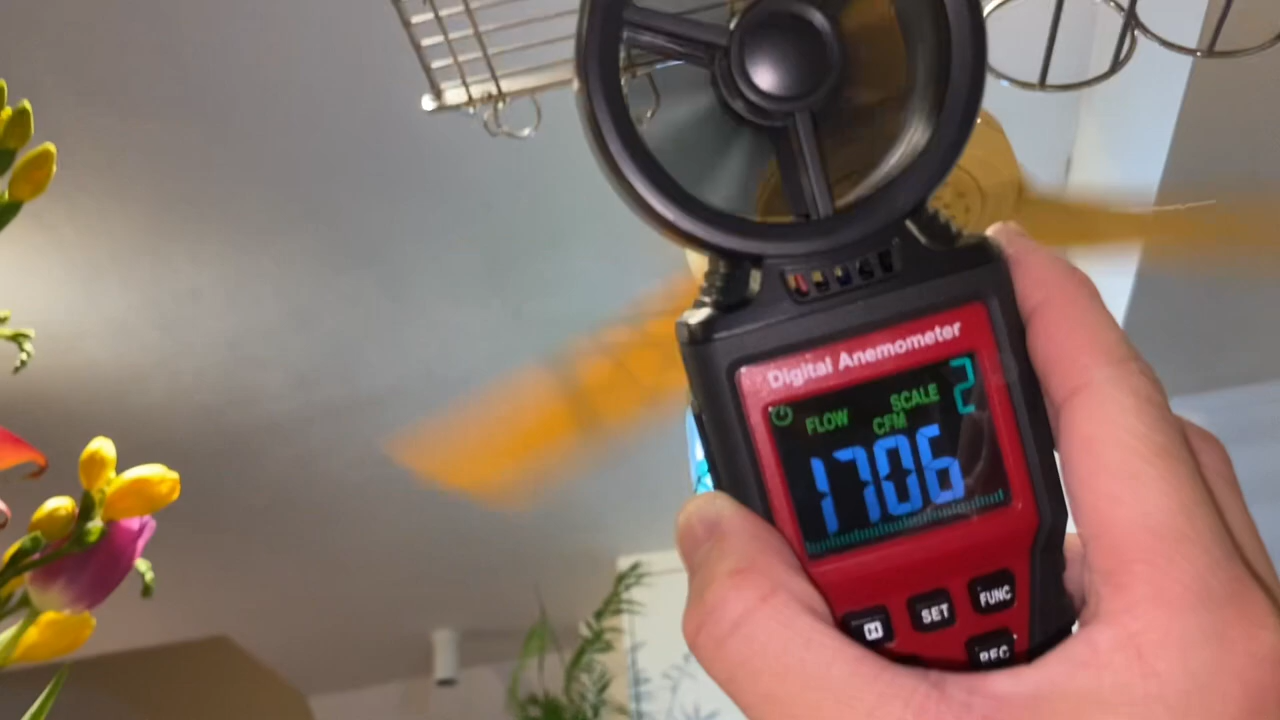 Digital Anemometer
FLOW SCALE 2
CFM
1706
H SET FUNC
REC